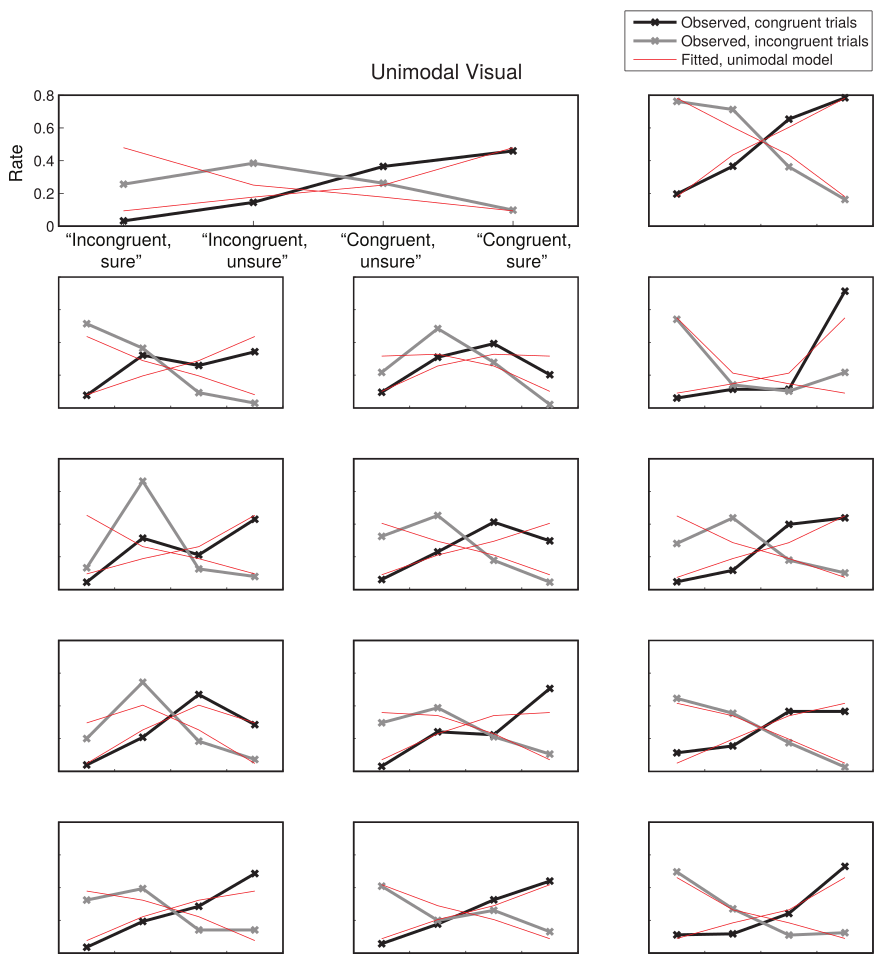 Observed, congruent trials
Observed, incongruent trials
Fitted, unimodal model
Unimodal Visual
0.8
0.6
0.4
0.2
0
Rate
“Incongruent, “Incongruent, “Congruent, “Congruent,
sure” unsure” unsure” sure”